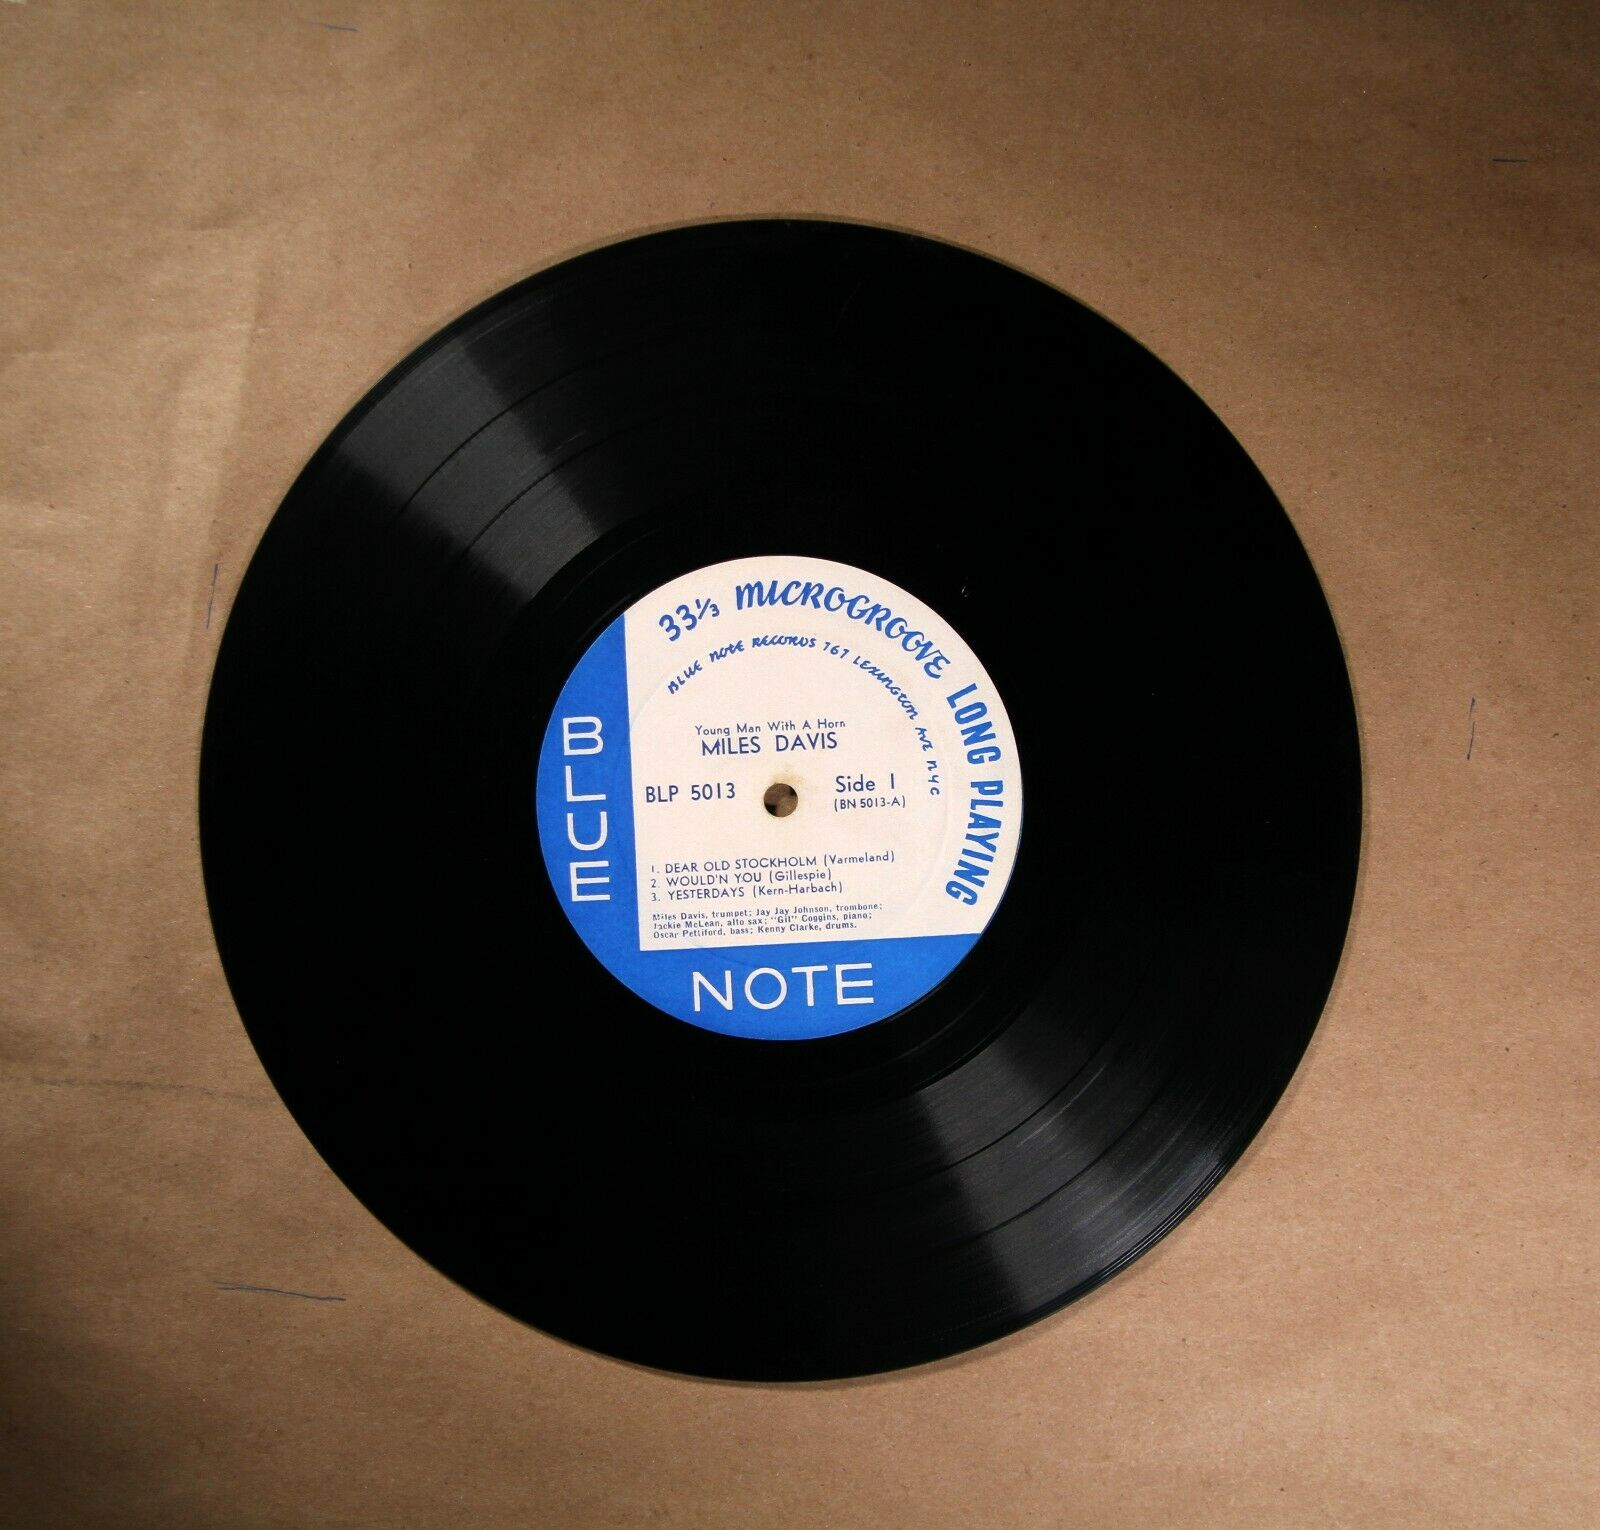 33⅓ MICROGROOVE LONG PLAYING
BLUE NOTE RECORDS 767 LEXINGTON AVE NYC
Young Man With A Horn
MILES DAVIS
BLP 5013
Side 1
(BN 5013-A)
1. DEAR OLD STOCKHOLM (Varmeland)
2. WOULD'N YOU (Gillespie)
3. YESTERDAYS (Kern-Harbach)
Miles Davis, trumpet; Jay Jay Johnson, trombone;
Jackie McLean, alto sax; "Gil" Coggins, piano;
Oscar Pettiford, bass; Kenny Clarke, drums.
BLUE
NOTE